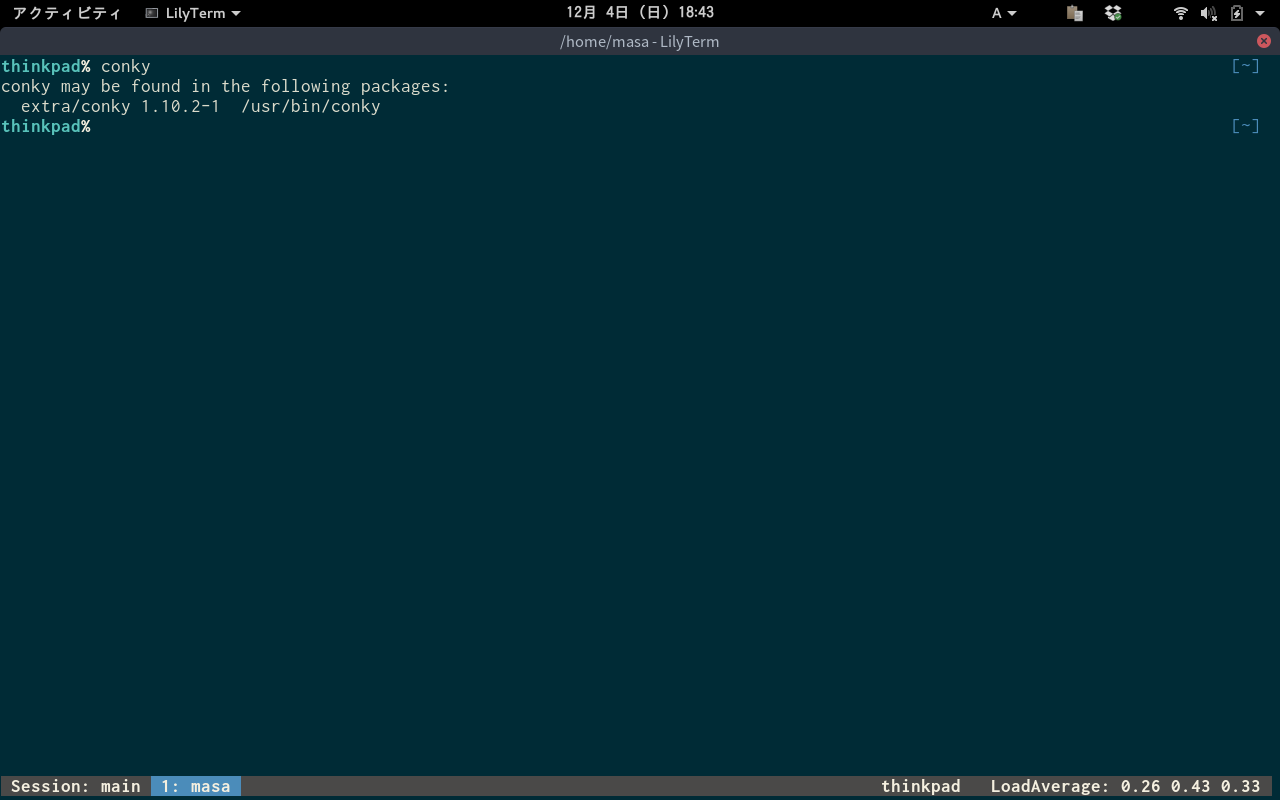 アクティビティ LilyTerm 12月 4日 (日) 18:43 A
/home/masa - LilyTerm
thinkpad% conky [~]
conky may be found in the following packages:
  extra/conky 1.10.2-1  /usr/bin/conky
thinkpad% [~]
Session: main 1: masa thinkpad LoadAverage: 0.26 0.43 0.33